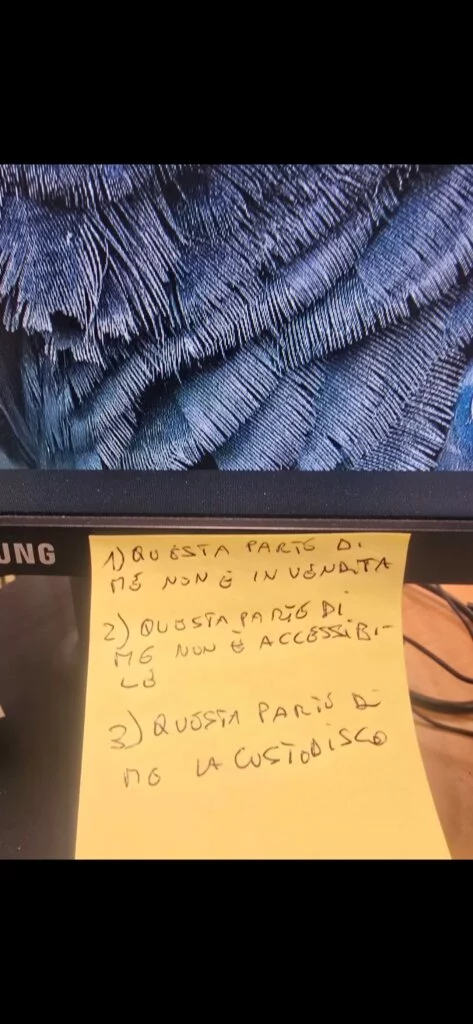 UNG
1) QUESTA PARTE DI
ME NON È IN VENDITA
2) QUESTA PARTE DI
ME NON È ACCESSIBI-
LE
3) QUESTA PARTE DI
ME LA CUSTODISCO